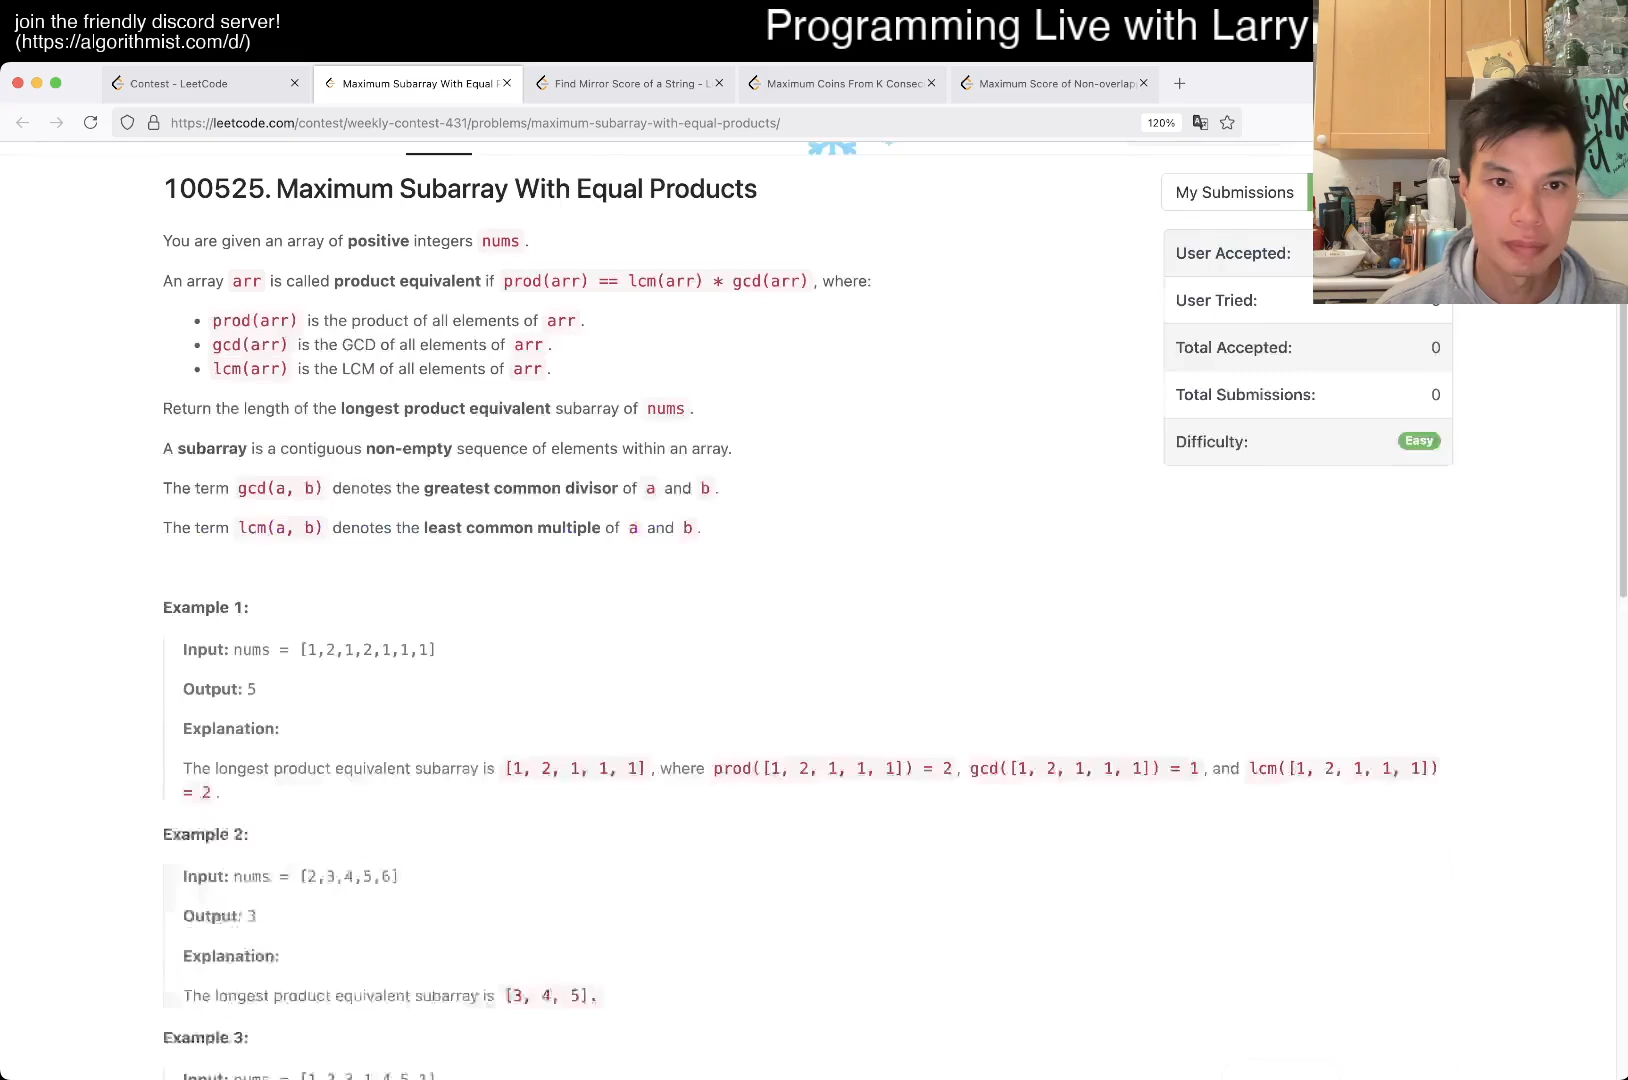 join the friendly discord server!
(https://algorithmist.com/d/)
Programming Live with Larry
Contest - LeetCode
Maximum Subarray With Equal P
Find Mirror Score of a String - L
Maximum Coins From K Consec
Maximum Score of Non-overlap
https://leetcode.com/contest/weekly-contest-431/problems/maximum-subarray-with-equal-products/
120%
100525. Maximum Subarray With Equal Products
You are given an array of positive integers nums .
An array arr is called product equivalent if prod(arr) == lcm(arr) * gcd(arr) , where:
• prod(arr) is the product of all elements of arr .
• gcd(arr) is the GCD of all elements of arr .
• lcm(arr) is the LCM of all elements of arr .
Return the length of the longest product equivalent subarray of nums .
A subarray is a contiguous non-empty sequence of elements within an array.
The term gcd(a, b) denotes the greatest common divisor of a and b .
The term lcm(a, b) denotes the least common multiple of a and b .
Example 1:
Input: nums = [1,2,1,2,1,1,1]
Output: 5
Explanation:
The longest product equivalent subarray is [1, 2, 1, 1, 1] , where prod([1, 2, 1, 1, 1]) = 2 , gcd([1, 2, 1, 1, 1]) = 1 , and lcm([1, 2, 1, 1, 1])
= 2 .
Example 2:
Input: nums = [2,3,4,5,6]
Output: 3
Explanation:
The longest product equivalent subarray is [3, 4, 5].
Example 3:
Input: nums = [1,2,3,1,4,5,1]
My Submissions
User Accepted:
User Tried:
Total Accepted: 0
Total Submissions: 0
Difficulty: Easy